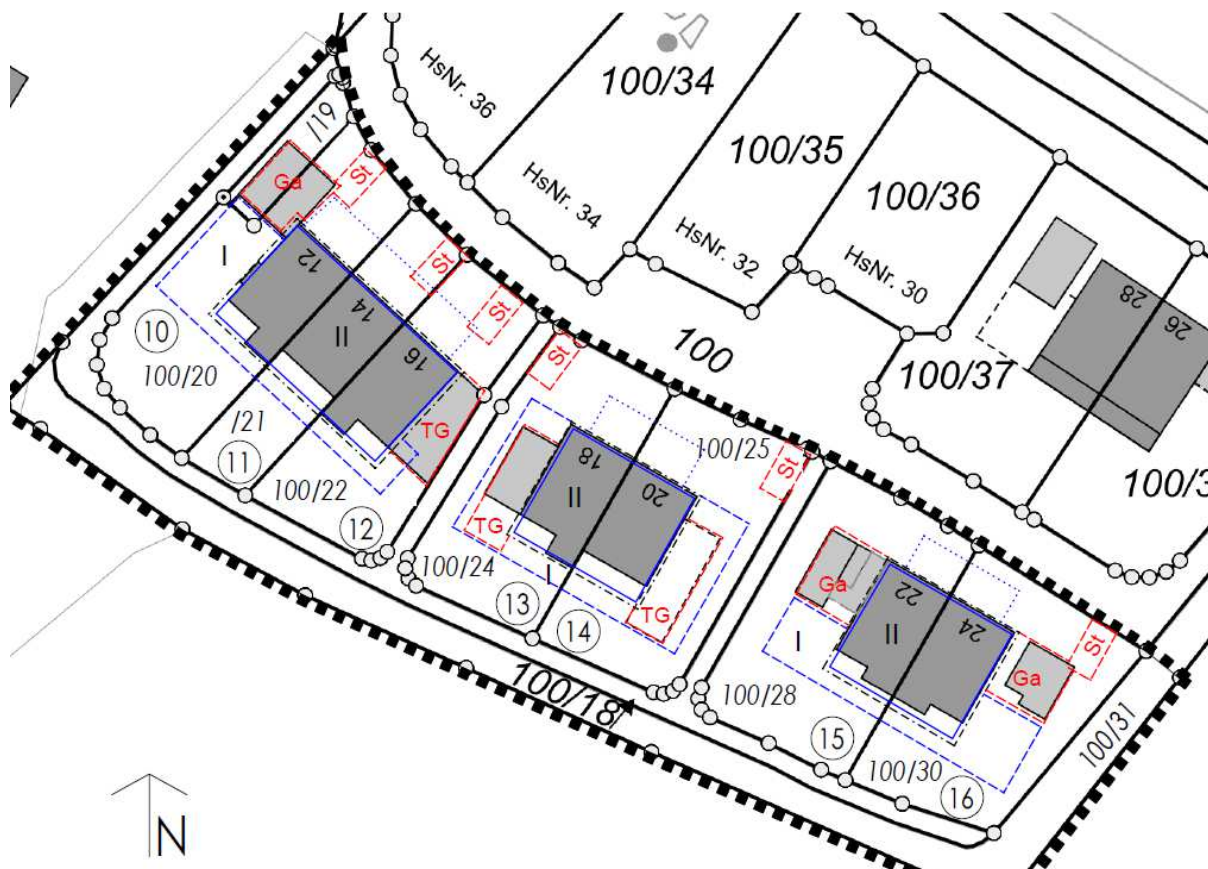 HsNr. 36
100/34
/19
100/35
St
Ga
HsNr. 34
100/36
HsNr. 32
I
12
St
HsNr. 30
28
14
St
26
II
10
16
100
St
100/20
100/37
/21
TG
18
100/25
11
100/22
II
20
St
100/3
12
TG
100/24
I
22
Ga
13
14
TG
I
II
24
St
100/18
100/28
Ga
15
100/30
16
100/31
N